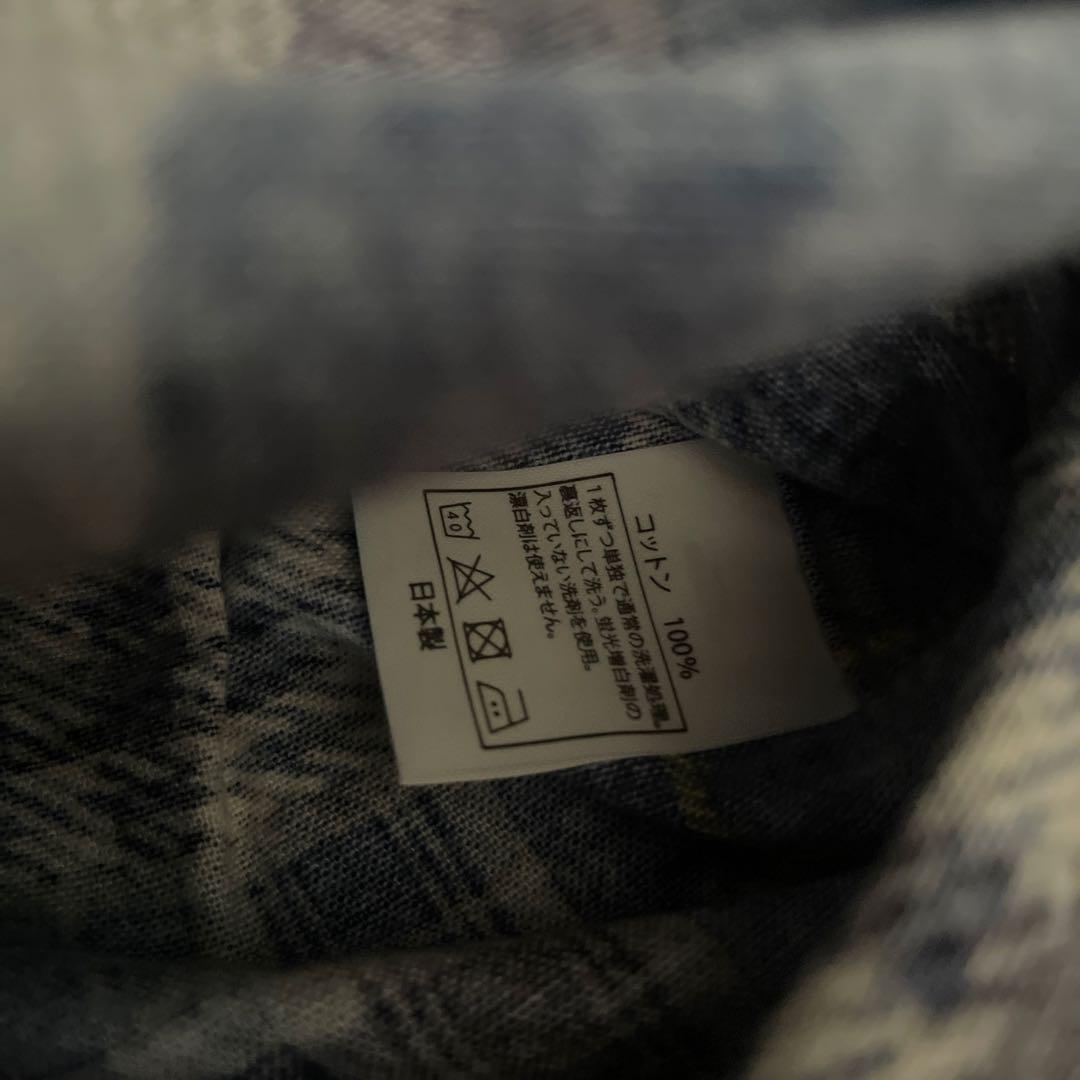 コットン 100%
1枚ずつ単独で通常の洗濯処理。
裏返しにして洗う。蛍光増白剤の
入っていない洗剤を使用。
漂白剤は使えません。
40
日本製